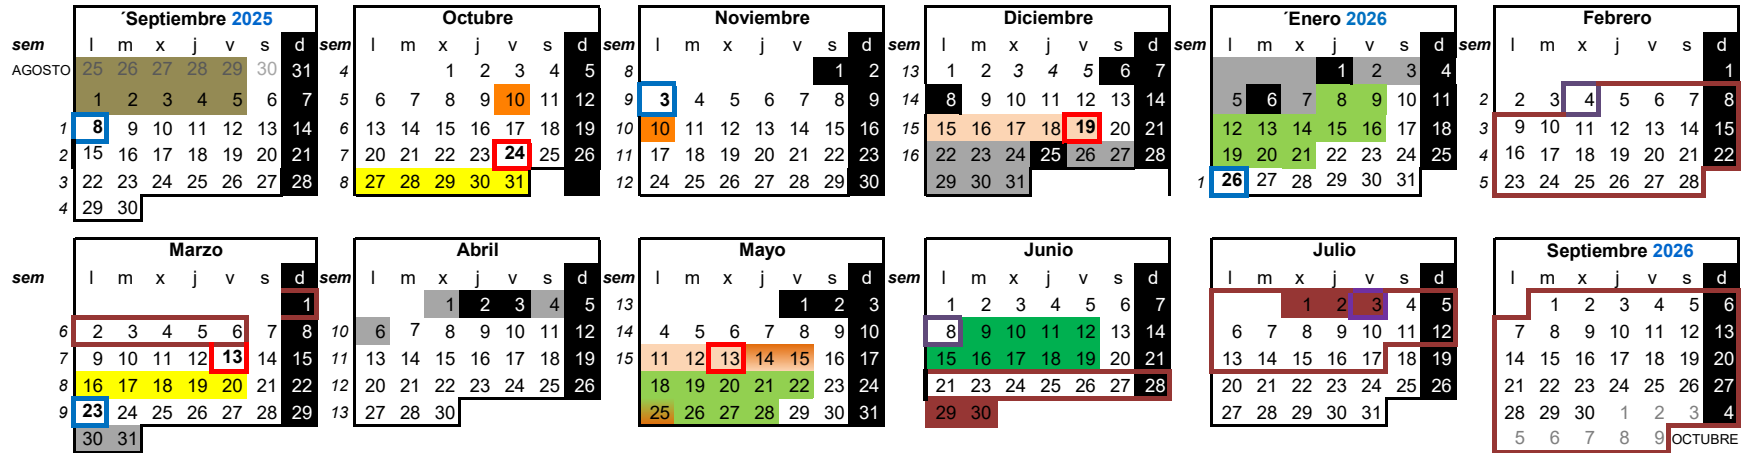 ´Septiembre 2025 Octubre Noviembre Diciembre ´Enero 2026 Febrero
sem l m x j v s d sem l m x j v s d sem l m x j v s d sem l m x j v s d sem l m x j v s d sem l m x j v s d
AGOSTO 25 26 27 28 29 30 31 4 1 2 3 4 5 8 1 2 13 1 2 3 4 5 6 7 1 2 3 4 1
1 2 3 4 5 6 7 5 6 7 8 9 10 11 12 9 3 4 5 6 7 8 9 14 8 9 10 11 12 13 14 5 6 7 8 9 10 11 2 2 3 4 5 6 7 8
1 8 9 10 11 12 13 14 6 13 14 15 16 17 18 19 10 10 11 12 13 14 15 16 15 15 16 17 18 19 20 21 12 13 14 15 16 17 18 3 9 10 11 12 13 14 15
2 15 16 17 18 19 20 21 7 20 21 22 23 24 25 26 11 17 18 19 20 21 22 23 16 22 23 24 25 26 27 28 19 20 21 22 23 24 25 4 16 17 18 19 20 21 22
3 22 23 24 25 26 27 28 8 27 28 29 30 31 12 24 25 26 27 28 29 30 29 30 31 1 26 27 28 29 30 31 5 23 24 25 26 27 28
4 29 30
Marzo Abril Mayo Junio Julio Septiembre 2026
sem l m x j v s d sem l m x j v s d sem l m x j v s d sem l m x j v s d l m x j v s d l m x j v s d
1 1 2 3 4 5 13 1 2 3 1 2 3 4 5 6 7 1 2 3 4 5 1 2 3 4 5 6
6 2 3 4 5 6 7 8 10 6 7 8 9 10 11 12 14 4 5 6 7 8 9 10 8 9 10 11 12 13 14 6 7 8 9 10 11 12 7 8 9 10 11 12 13
7 9 10 11 12 13 14 15 11 13 14 15 16 17 18 19 15 11 12 13 14 15 16 17 15 16 17 18 19 20 21 13 14 15 16 17 18 19 14 15 16 17 18 19 20
8 16 17 18 19 20 21 22 12 20 21 22 23 24 25 26 18 19 20 21 22 23 24 21 23 24 25 26 27 28 20 21 22 23 24 25 26 21 22 23 24 25 26 27
9 23 24 25 26 27 28 29 13 27 28 30 25 26 27 28 29 30 31 29 30 27 28 29 30 31 28 29 30 1 2 3 4
30 31 5 6 7 8 9 OCTUBRE